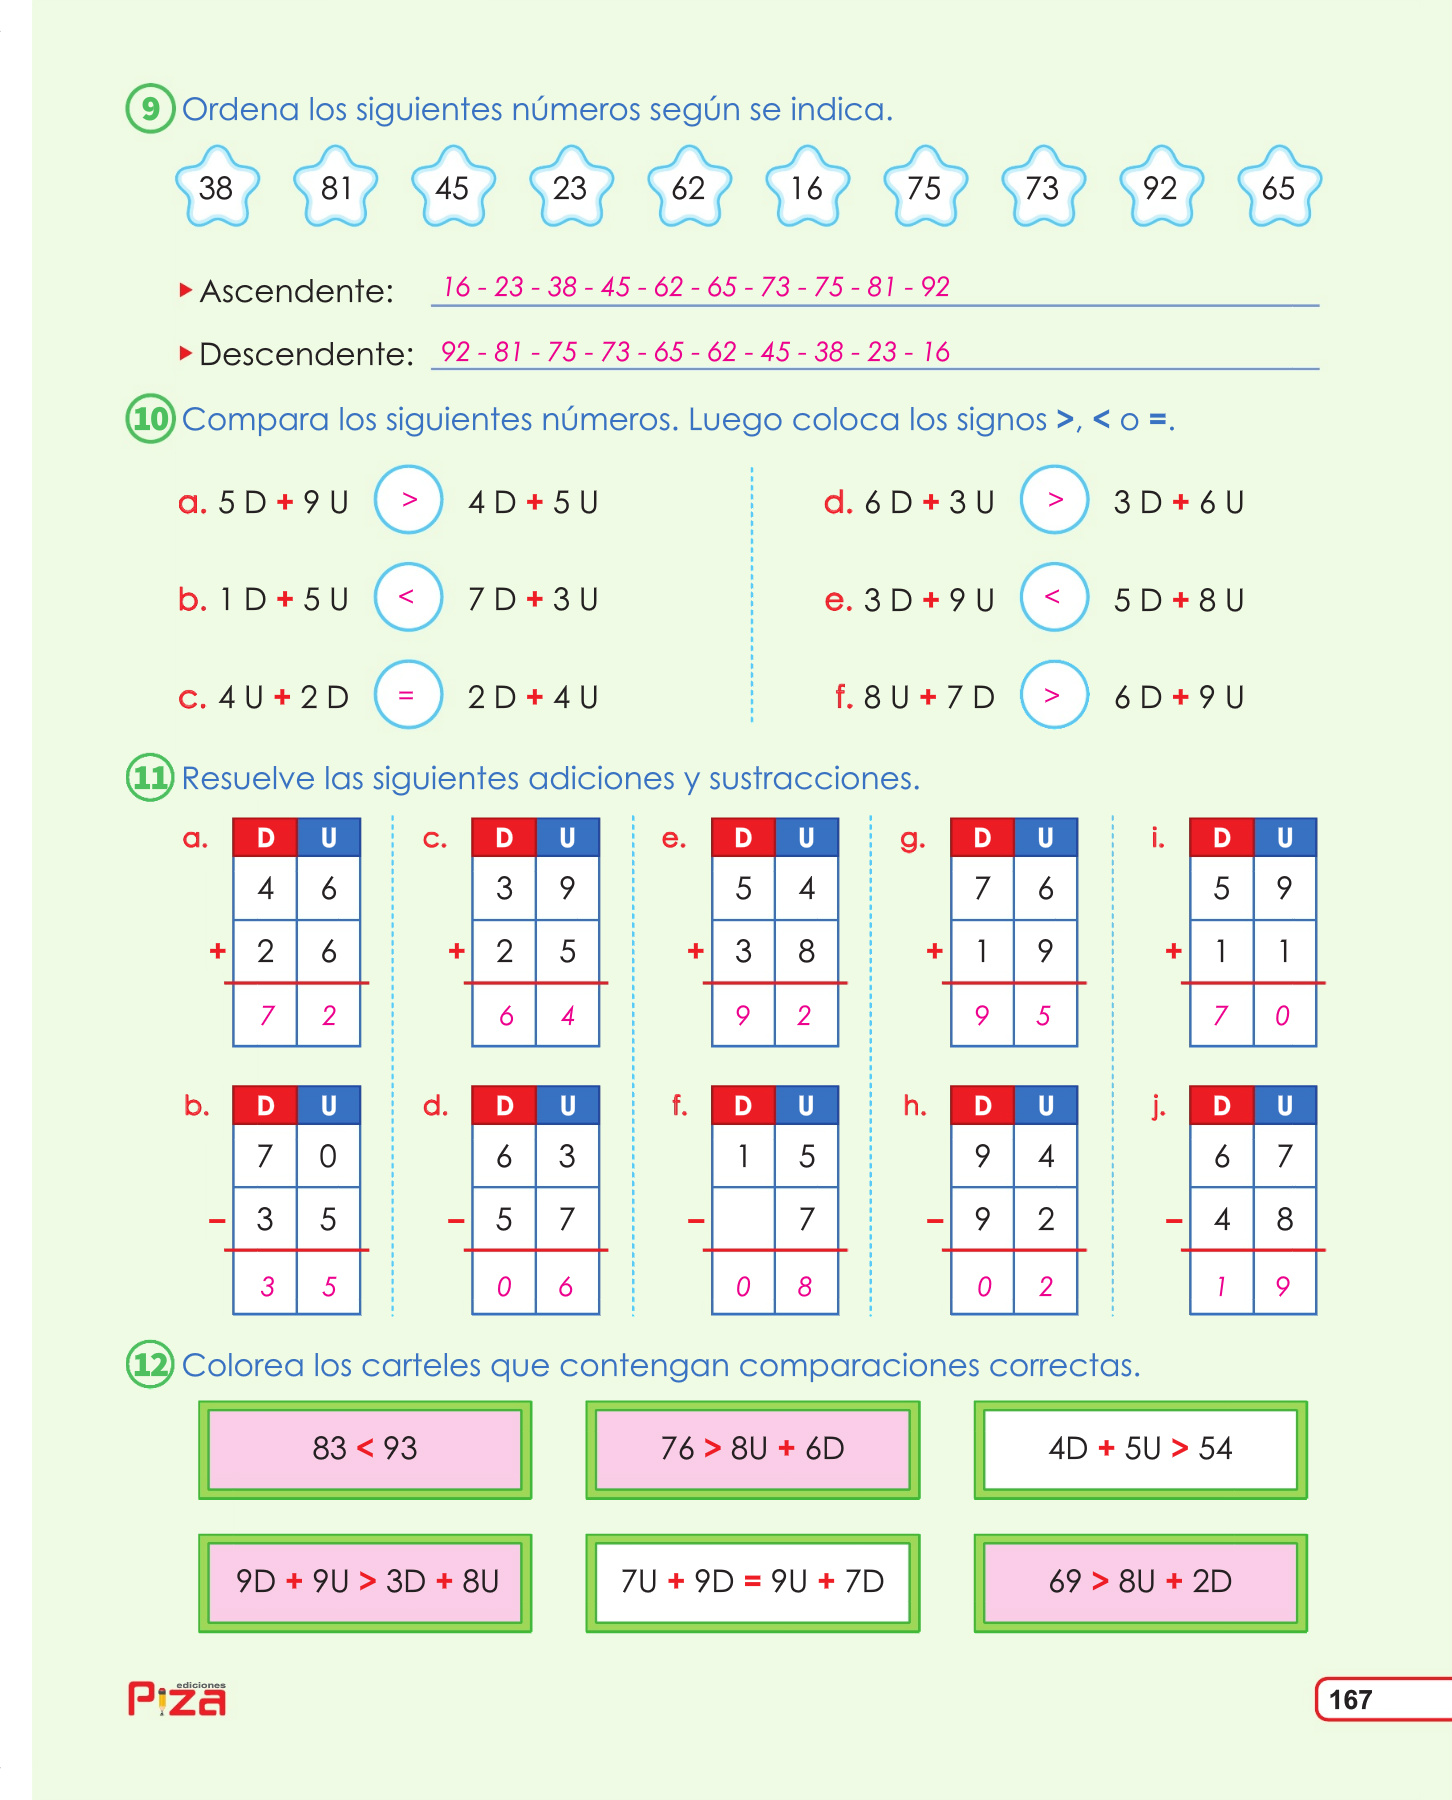 9 Ordena los siguientes números según se indica.
38 81 45 23 62 16 75 73 92 65
Ascendente: 16 - 23 - 38 - 45 - 62 - 65 - 73 - 75 - 81 - 92
Descendente: 92 - 81 - 75 - 73 - 65 - 62 - 45 - 38 - 23 - 16
10 Compara los siguientes números. Luego coloca los signos >, < o =.
a. 5 D + 9 U > 4 D + 5 U d. 6 D + 3 U > 3 D + 6 U
b. 1 D + 5 U < 7 D + 3 U e. 3 D + 9 U < 5 D + 8 U
c. 4 U + 2 D = 2 D + 4 U f. 8 U + 7 D > 6 D + 9 U
11 Resuelve las siguientes adiciones y sustracciones.
a. D U c. D U e. D U g. D U i. D U
4 6 3 9 5 4 7 6 5 9
+ 2 6 + 2 5 + 3 8 + 1 9 + 1 1
7 2 6 4 9 2 9 5 7 0
b. D U d. D U f. D U h. D U j. D U
7 0 6 3 1 5 9 4 6 7
– 3 5 – 5 7 – 7 – 9 2 – 4 8
3 5 0 6 0 8 0 2 1 9
12 Colorea los carteles que contengan comparaciones correctas.
83 < 93 76 > 8U + 6D 4D + 5U > 54
9D + 9U > 3D + 8U 7U + 9D = 9U + 7D 69 > 8U + 2D
ediciones
Piza
167